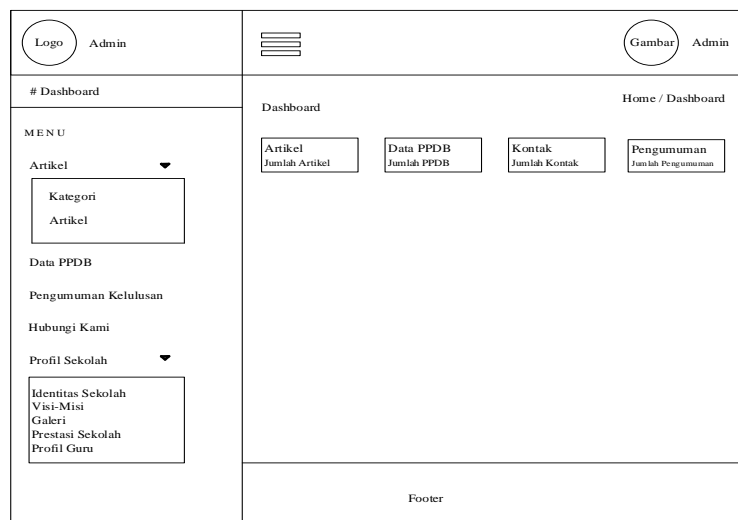 Logo
Admin
Gambar
Admin
# Dashboard
MENU
Artikel
Kategori
Artikel
Data PPDB
Pengumuman Kelulusan
Hubungi Kami
Profil Sekolah
Identitas Sekolah
Visi-Misi
Galeri
Prestasi Sekolah
Profil Guru
Dashboard
Home / Dashboard
Artikel
Jumlah Artikel
Data PPDB
Jumlah PPDB
Kontak
Jumlah Kontak
Pengumuman
Jumlah Pengumuman
Footer